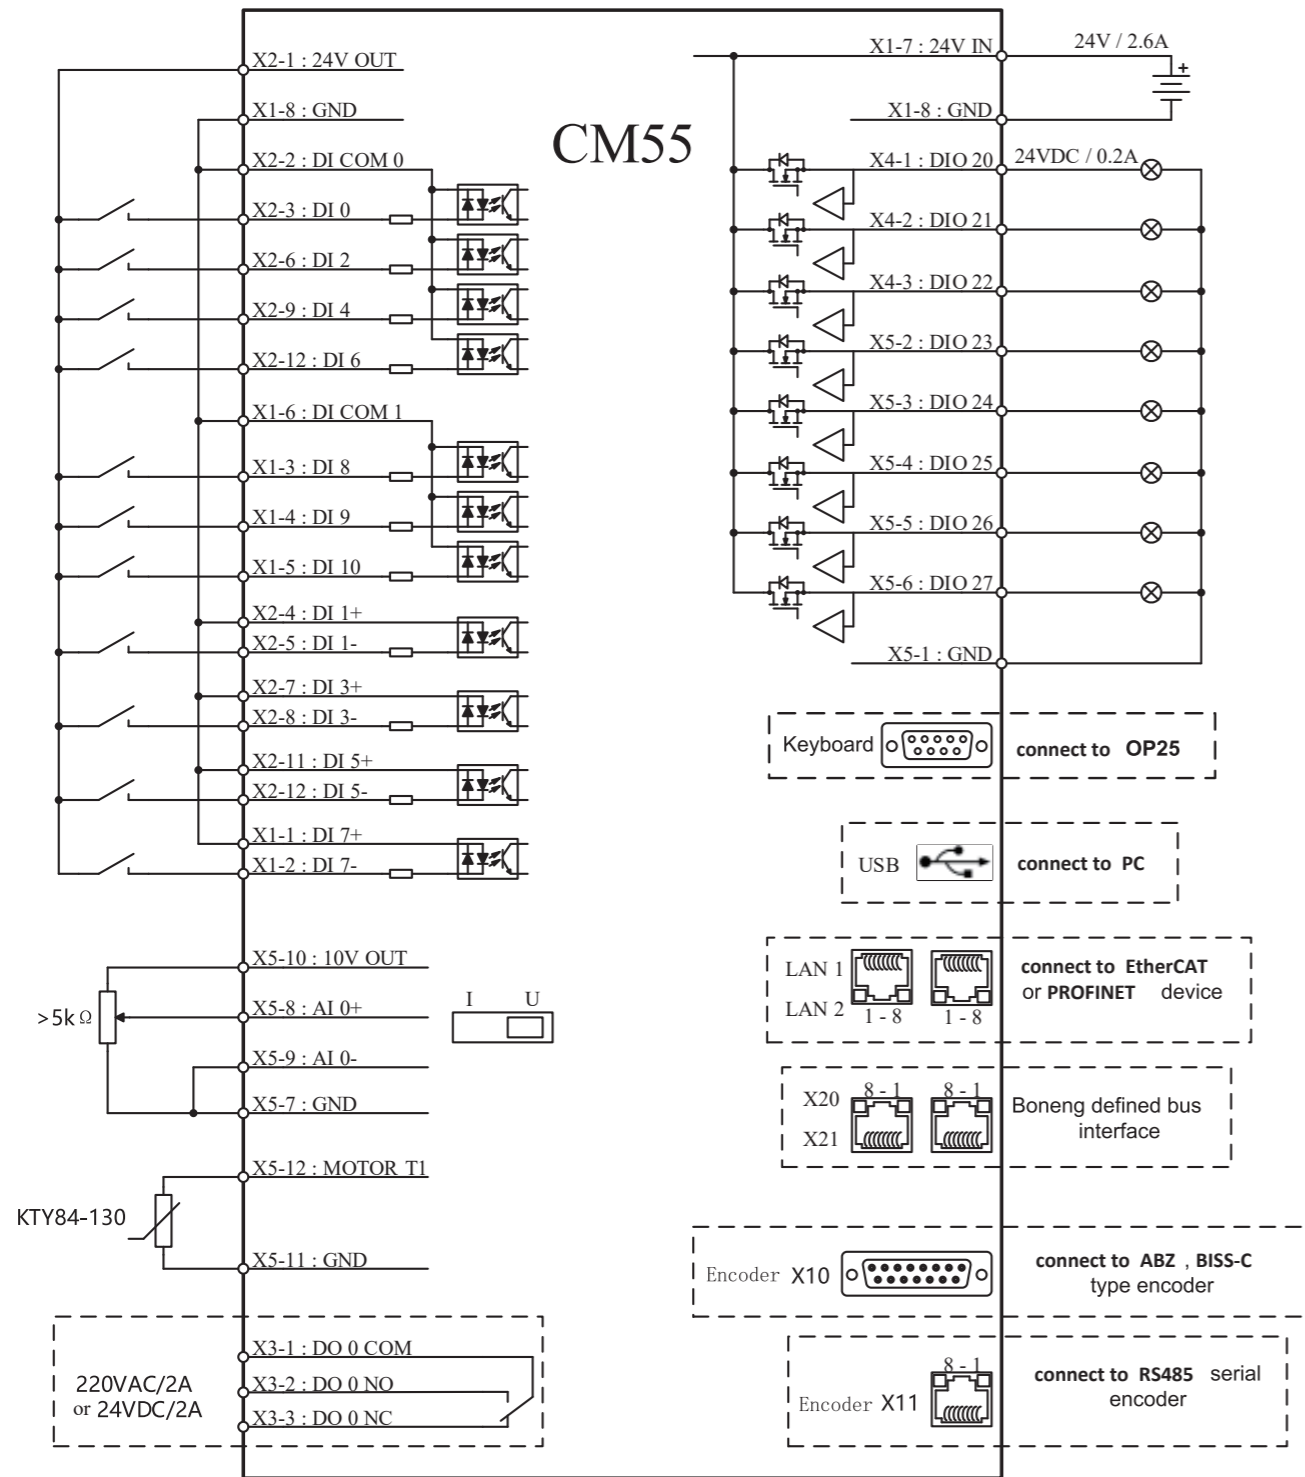 CM55
X2-1 : 24V OUT
X1-8 : GND
X2-2 : DI COM 0
X2-3 : DI 0
X2-6 : DI 2
X2-9 : DI 4
X2-12 : DI 6
X1-6 : DI COM 1
X1-3 : DI 8
X1-4 : DI 9
X1-5 : DI 10
X2-4 : DI 1+
X2-5 : DI 1-
X2-7 : DI 3+
X2-8 : DI 3-
X2-11 : DI 5+
X2-12 : DI 5-
X1-1 : DI 7+
X1-2 : DI 7-
X5-10 : 10V OUT
>5k Ω
X5-8 : AI 0+
I U
X5-9 : AI 0-
X5-7 : GND
X5-12 : MOTOR T1
KTY84-130
X5-11 : GND
X3-1 : DO 0 COM
220VAC/2A
or 24VDC/2A
X3-2 : DO 0 NO
X3-3 : DO 0 NC
X1-7 : 24V IN
24V / 2.6A
+
X1-8 : GND
X4-1 : DIO 20
24VDC / 0.2A
X4-2 : DIO 21
X4-3 : DIO 22
X5-2 : DIO 23
X5-3 : DIO 24
X5-4 : DIO 25
X5-5 : DIO 26
X5-6 : DIO 27
X5-1 : GND
Keyboard
connect to OP25
USB
connect to PC
LAN 1
LAN 2
1 - 8
1 - 8
connect to EtherCAT
or PROFINET device
X20
X21
8 - 1
8 - 1
Boneng defined bus
interface
Encoder X10
connect to ABZ , BISS-C
type encoder
Encoder X11
8 - 1
connect to RS485 serial
encoder